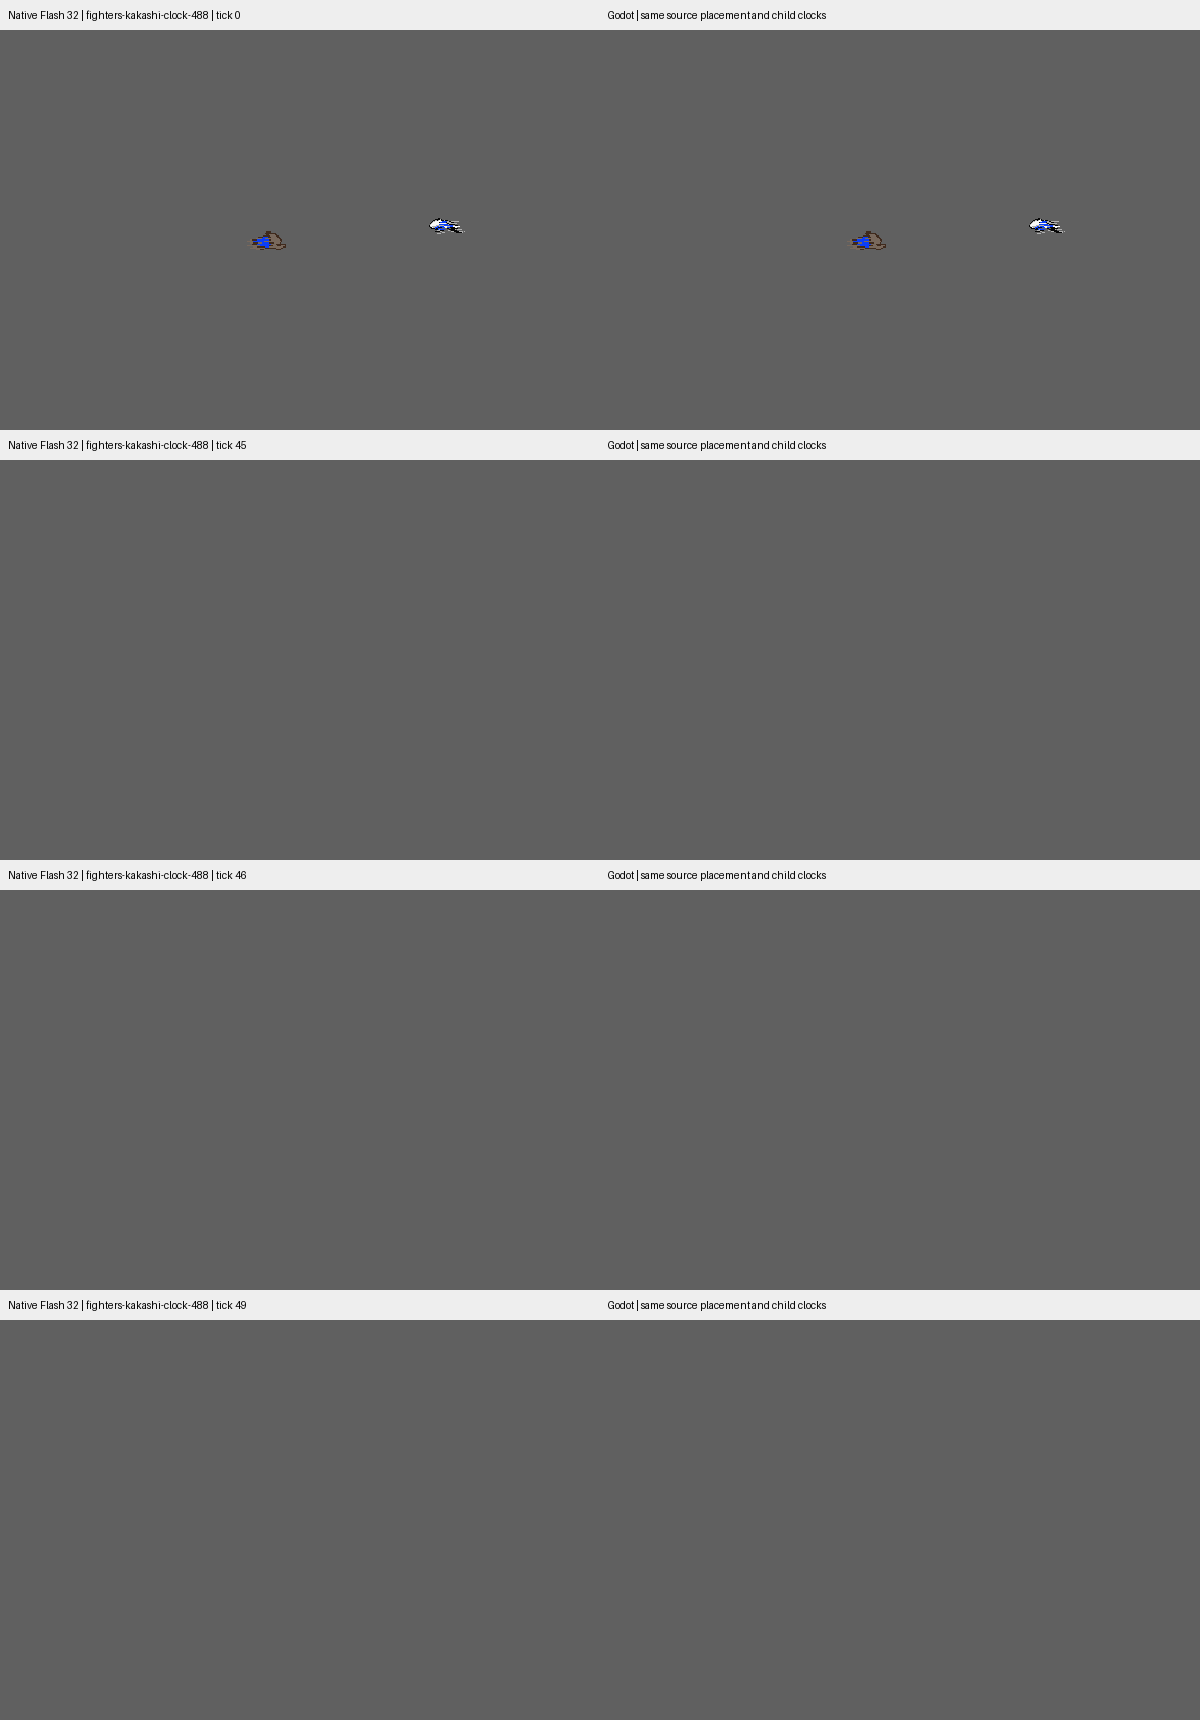 Native Flash 32 | fighters-kakashi-clock-488 | tick 0
Godot | same source placement and child clocks
Native Flash 32 | fighters-kakashi-clock-488 | tick 45
Godot | same source placement and child clocks
Native Flash 32 | fighters-kakashi-clock-488 | tick 46
Godot | same source placement and child clocks
Native Flash 32 | fighters-kakashi-clock-488 | tick 49
Godot | same source placement and child clocks